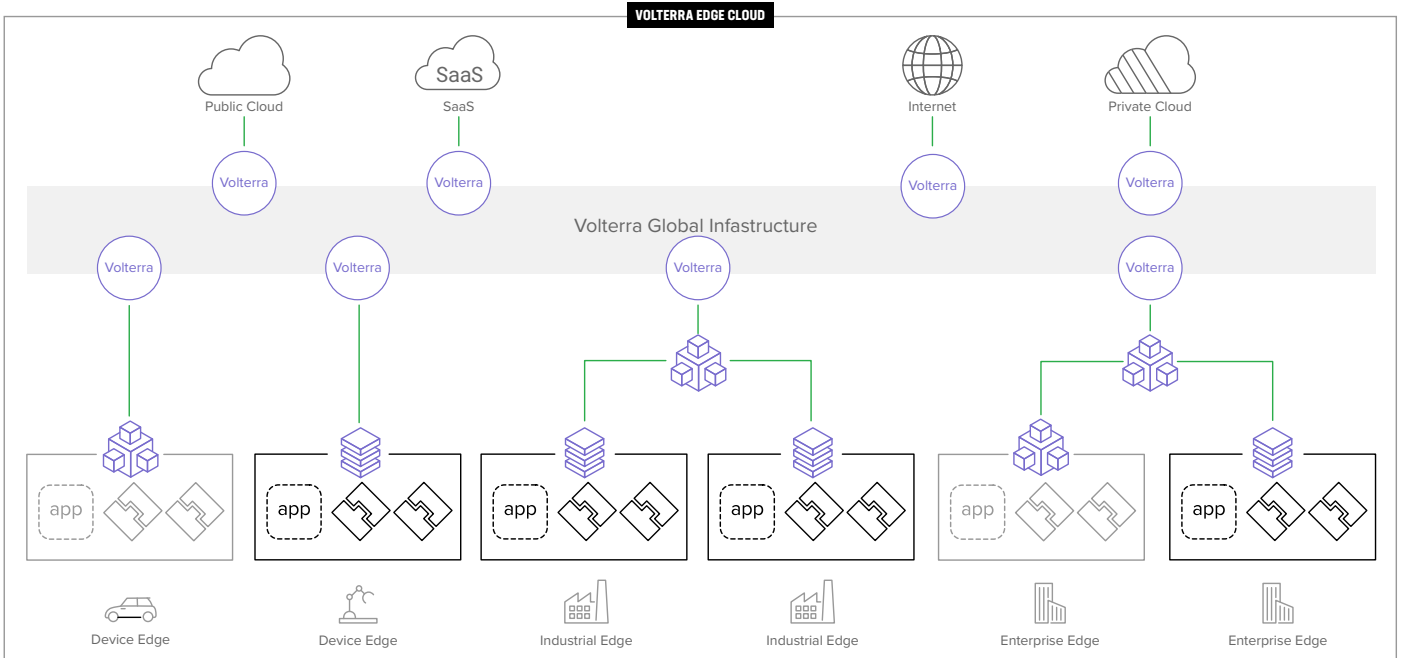 VOLTERRA EDGE CLOUD
SaaS
Public Cloud
SaaS
Internet
Private Cloud
Volterra
Volterra
Volterra
Volterra
Volterra Global Infastructure
Volterra
Volterra
Volterra
Volterra
app
app
app
app
app
app
Device Edge
Device Edge
Industrial Edge
Industrial Edge
Enterprise Edge
Enterprise Edge